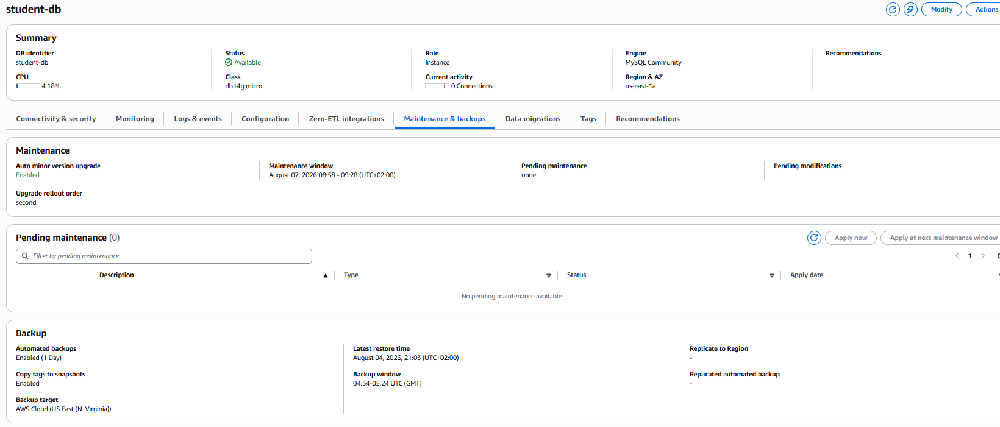 student-db
Modify
Actions
Summary
DB identifier
student-db
Status
Available
Role
Instance
Engine
MySQL Community
Recommendations
CPU
4.18%
Class
db.t4g.micro
Current activity
0 Connections
Region & AZ
us-east-1a
Connectivity & security
Monitoring
Logs & events
Configuration
Zero-ETL integrations
Maintenance & backups
Data migrations
Tags
Recommendations
Maintenance
Auto minor version upgrade
Enabled
Maintenance window
August 07, 2026 08:58 - 09:28 (UTC+02:00)
Pending maintenance
none
Pending modifications
Upgrade rollout order
second
Pending maintenance (0)
Apply now
Apply at next maintenance window
Filter by pending maintenance
1
Description
Type
Status
Apply date
No pending maintenance available
Backup
Automated backups
Enabled (1 Day)
Latest restore time
August 04, 2026, 21:03 (UTC+02:00)
Replicate to Region
-
Copy tags to snapshots
Enabled
Backup window
04:54-05:24 UTC (GMT)
Replicated automated backup
-
Backup target
AWS Cloud (US East (N. Virginia))